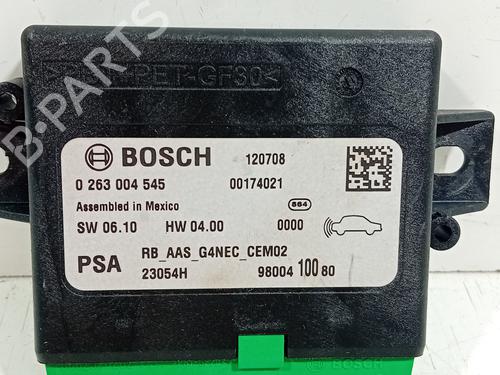 PET-GF30<
BOSCH 120708
0 263 004 545 00174021
Assembled in Mexico 564
SW 06.10 HW 04.00 0000
PSA RB_AAS_G4NEC_CEM02
23054H 98004 100 80
BOSCH
B-PARTS